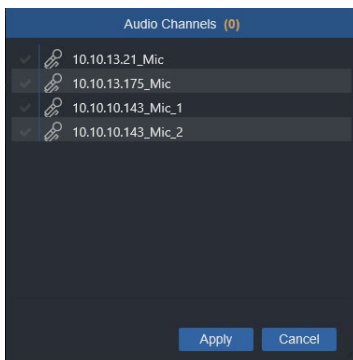 Audio Channels (0)
10.10.13.21_Mic
10.10.13.175_Mic
10.10.10.143_Mic_1
10.10.10.143_Mic_2
Apply Cancel